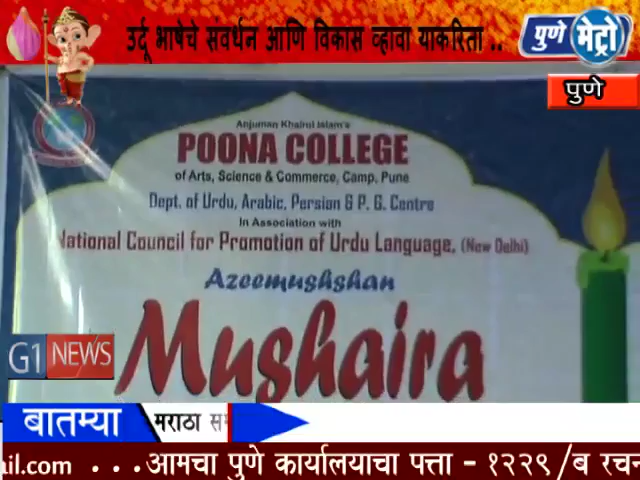 उर्दू भाषेचे संवर्धन आणि विकास व्हावा याकरिता ..
पुणे मेट्रो
पुणे
Anjuman Khairul Islam's
POONA COLLEGE
of Arts, Science & Commerce, Camp, Pune
Dept. of Urdu, Arabic, Persian & P. G. Centre
In Association with
National Council for Promotion of Urdu Language, (New Delhi)
Azeemushshan
Mushaira
G1 NEWS
बातम्या
मराठा
ail.com ...आमचा पुणे कार्यालयाचा पत्ता - १२२९/ब रचन